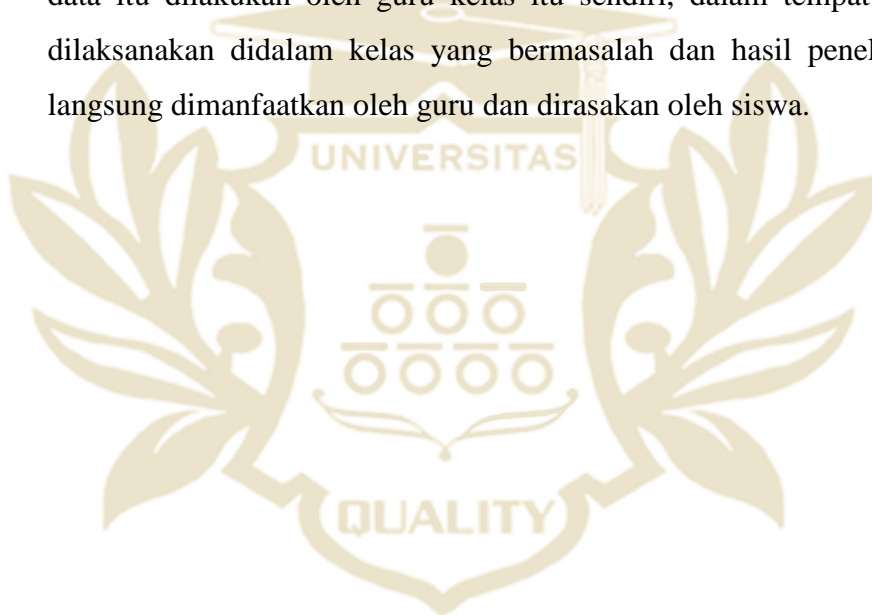 data itu dilakukan oleh guru kelas itu sendiri, dalam tempat
dilaksanakan didalam kelas yang bermasalah dan hasil penel
langsung dimanfaatkan oleh guru dan dirasakan oleh siswa.
UNIVERSITAS
QUALITY